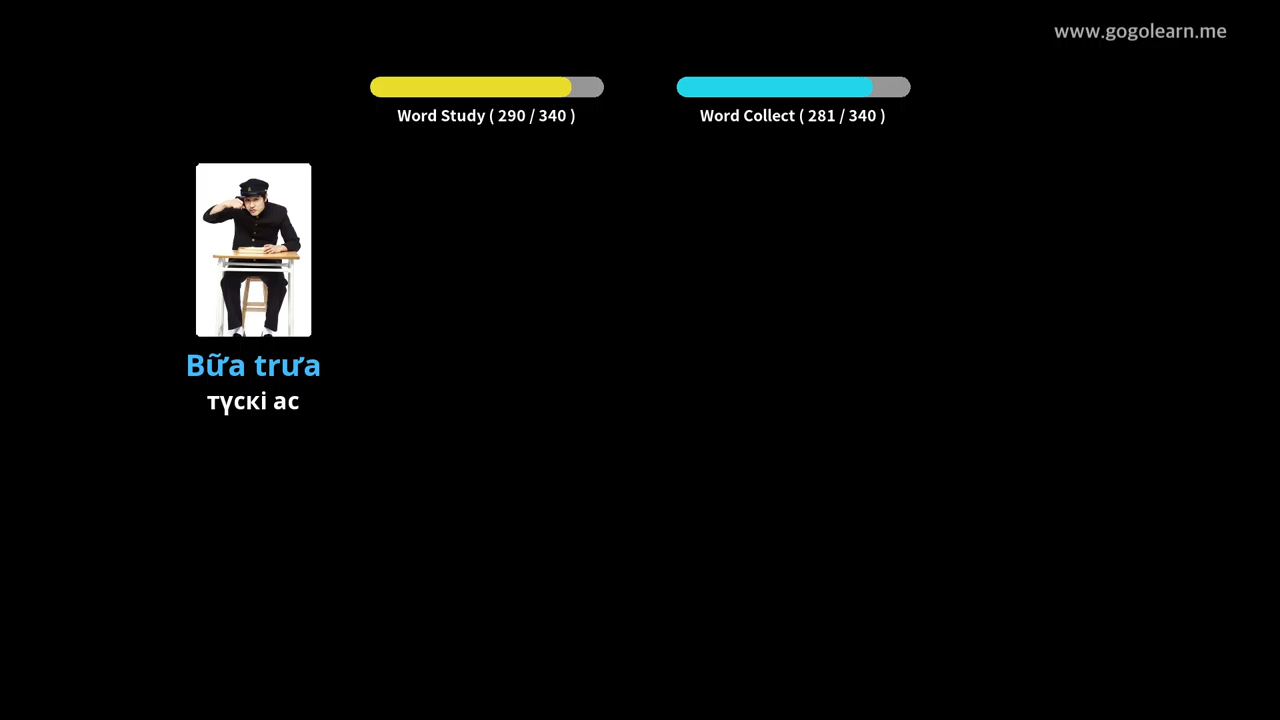 www.gogolearn.me
Word Study ( 290 / 340 )
Word Collect ( 281 / 340 )
Bữa trưa
түскі ас